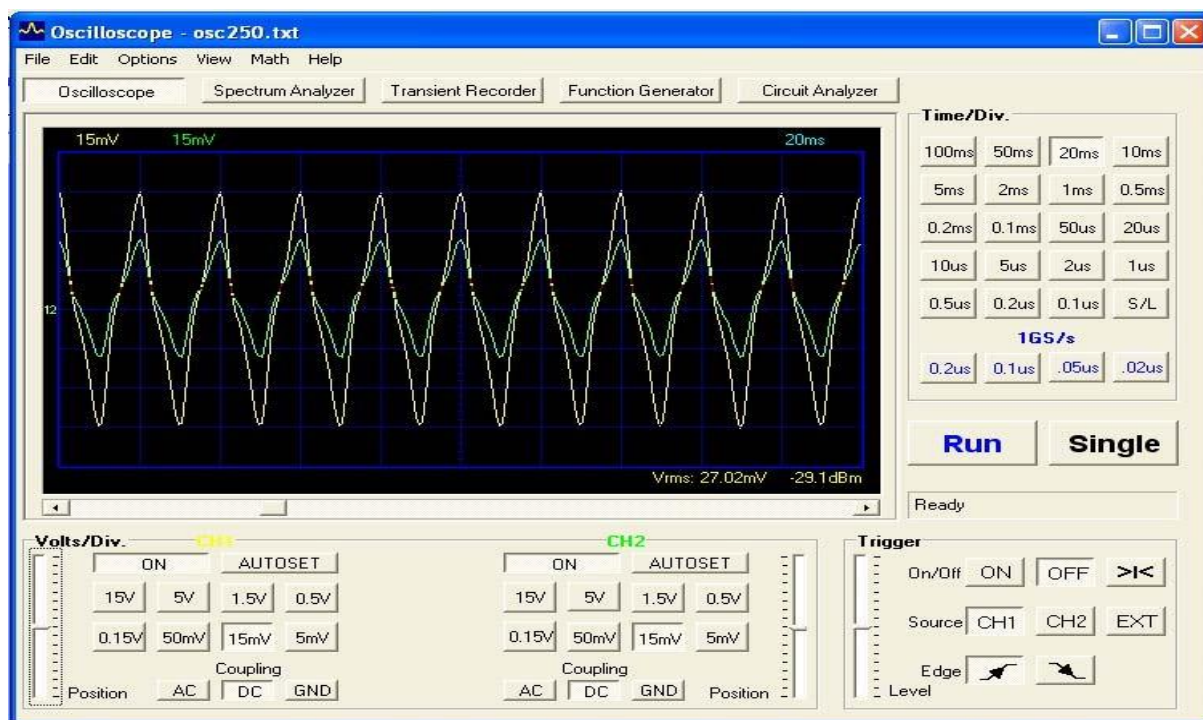 Oscilloscope - osc250.txt
File Edit Options View Math Help
Oscilloscope Spectrum Analyzer Transient Recorder Function Generator Circuit Analyzer
15mV 15mV 20ms
12
Vrms: 27.02mV -29.1dBm
Time/Div.
100ms 50ms 20ms 10ms
5ms 2ms 1ms 0.5ms
0.2ms 0.1ms 50us 20us
10us 5us 2us 1us
0.5us 0.2us 0.1us S/L
1GS/s
0.2us 0.1us .05us .02us
Run Single
Ready
Volts/Div. CH1 CH2
ON AUTOSET ON AUTOSET
15V 5V 1.5V 0.5V 15V 5V 1.5V 0.5V
0.15V 50mV 15mV 5mV 0.15V 50mV 15mV 5mV
Coupling Coupling
Position AC DC GND AC DC GND Position
Trigger
On/Off ON OFF >|<
Source CH1 CH2 EXT
Edge
Level